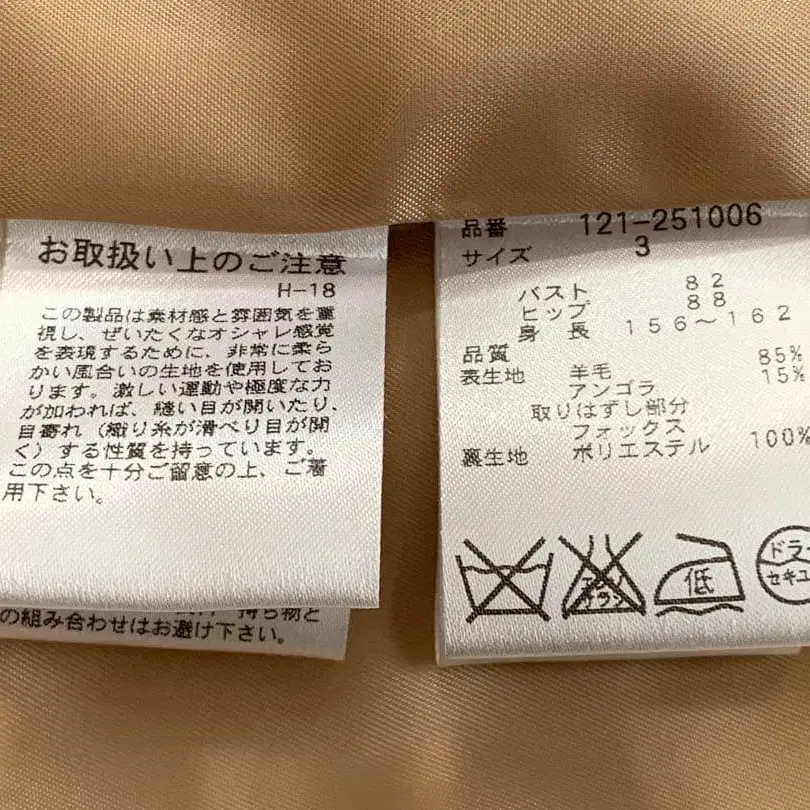 お取扱い上のご注意
H-18
この製品は素材感と雰囲気を重
視し、ぜいたくなオシャレ感覚
を表現するために、非常に柔ら
かい風合いの生地を使用してお
ります。激しい運動や極度な力
が加われば、縫い目が開いたり、
目寄れ（織り糸が滑べり目が開
く）する性質を持っています。
この点を十分ご留意の上、ご着
用下さい。
持ち物と
の組み合わせはお避け下さい。
品番 121-251006
サイズ 3
バスト 82
ヒップ 88
身長 156〜162
品質
表生地 羊毛 85%
アンゴラ 15%
取りはずし部分
フォックス
裏生地 ポリエステル 100%
低
ドラ
セキユ